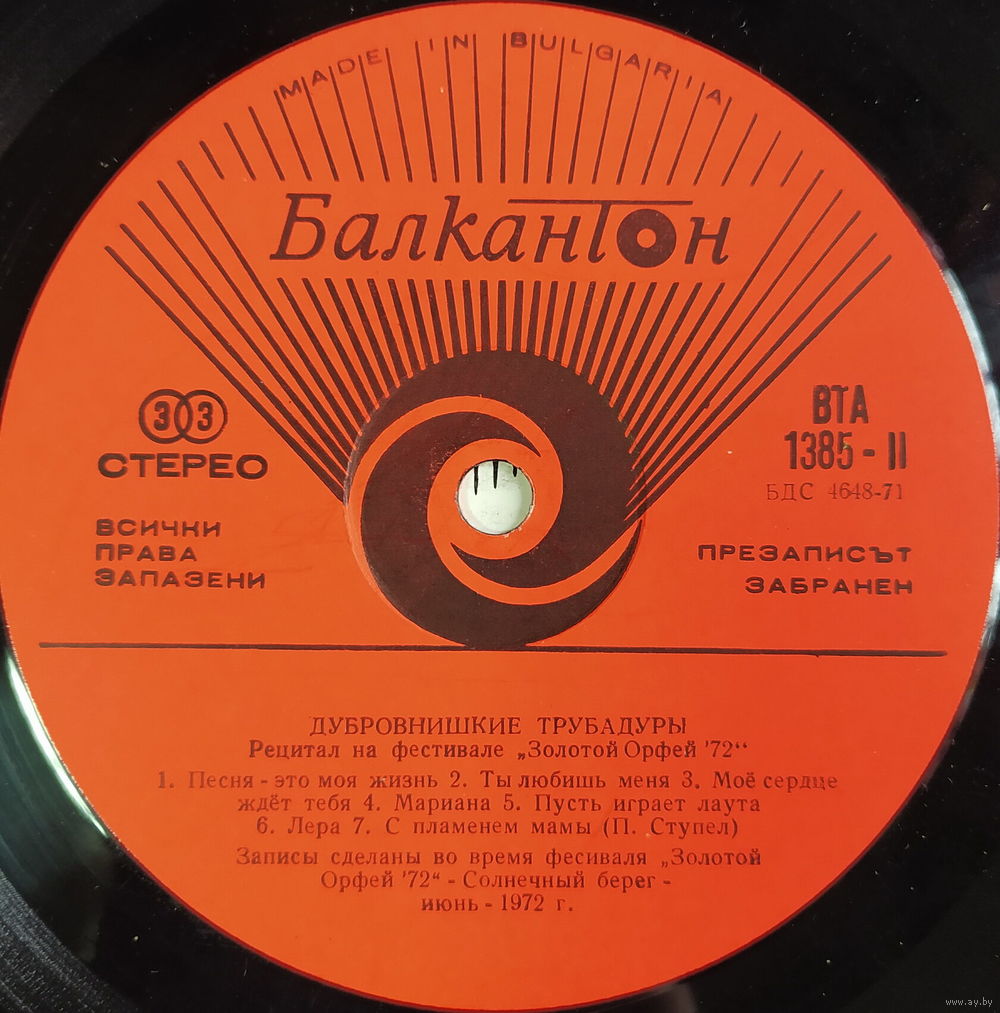 MADE IN BULGARIA
Балкантон
33
СТЕРЕО
ВСИЧКИ
ПРАВА
ЗАПАЗЕНИ
ВТА
1385 - II
БДС 4648-71
ПРЕЗАПИСЪТ
ЗАБРАНЕН
ДУБРОВНИШКИЕ ТРУБАДУРЫ
Рецитал на фестивале „Золотой Орфей '72“
1. Песня - это моя жизнь 2. Ты любишь меня 3. Моё сердце
ждёт тебя 4. Мариана 5. Пусть играет лаута
6. Лера 7. С пламенем мамы (П. Ступел)
Записы сделаны во время фесиваля „Золотой
Орфей '72“ - Солнечный берег -
июнь - 1972 г.
www.ay.by